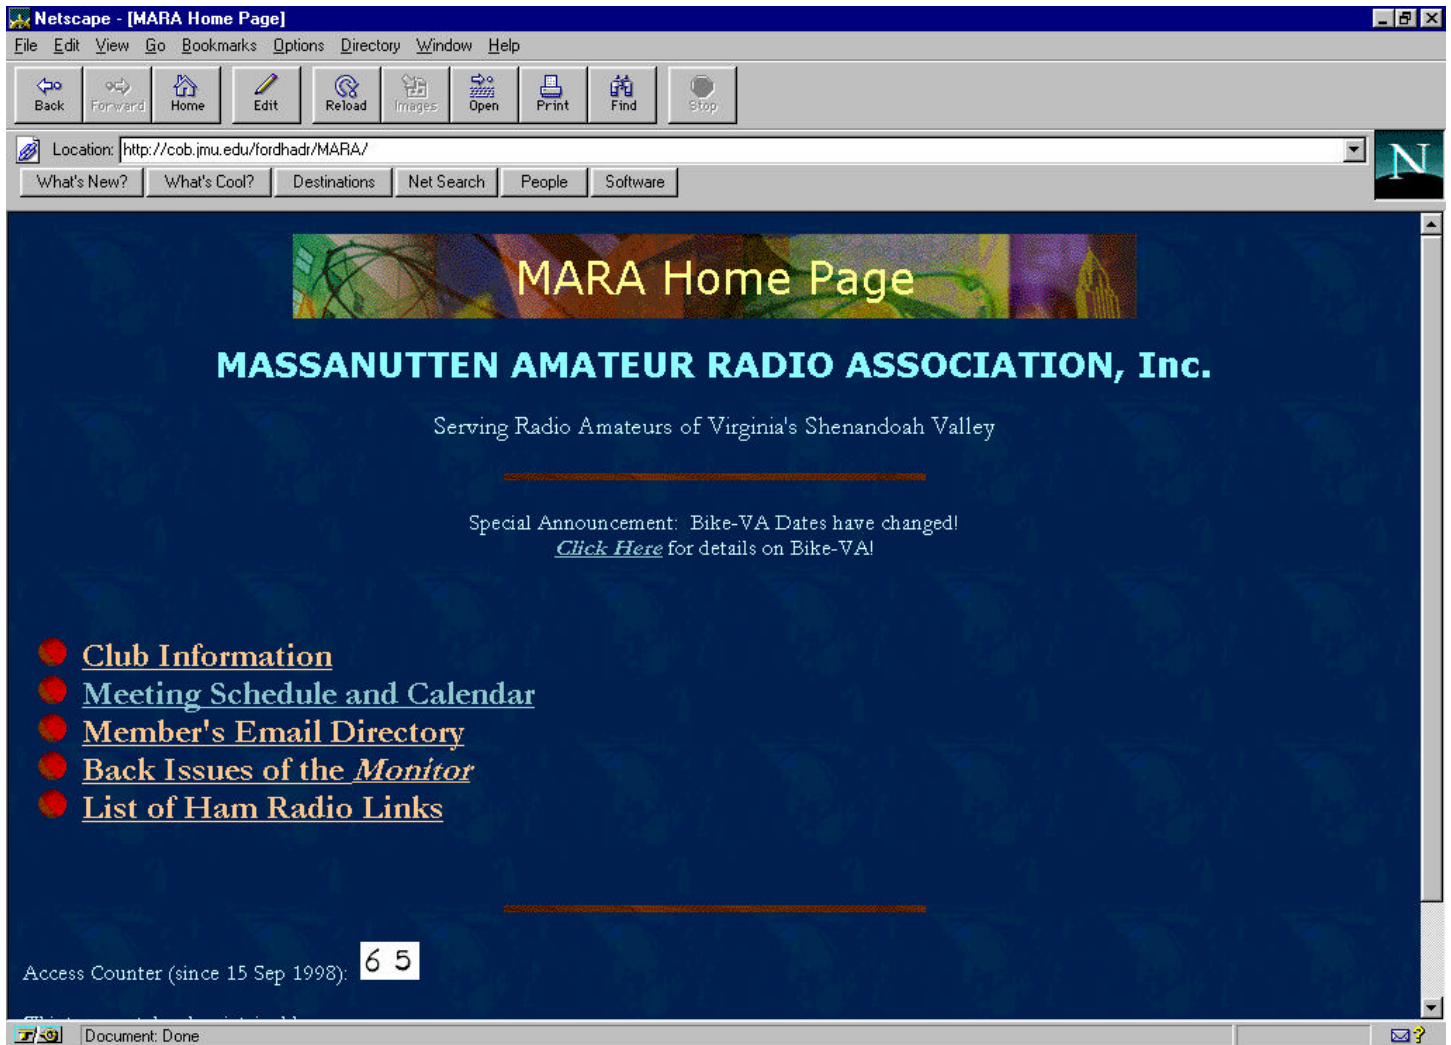 Netscape - [MARA Home Page]
File Edit View Go Bookmarks Options Directory Window Help
Back Forward Home Edit Reload Images Open Print Find Stop
Location: http://cob.jmu.edu/fordhadr/MARA/
N
What's New? What's Cool? Destinations Net Search People Software
MARA Home Page
MASSANUTTEN AMATEUR RADIO ASSOCIATION, Inc.
Serving Radio Amateurs of Virginia's Shenandoah Valley
Special Announcement: Bike-VA Dates have changed!
Click Here for details on Bike-VA!
Club Information
Meeting Schedule and Calendar
Member's Email Directory
Back Issues of the Monitor
List of Ham Radio Links
Access Counter (since 15 Sep 1998): 6 5
Document: Done